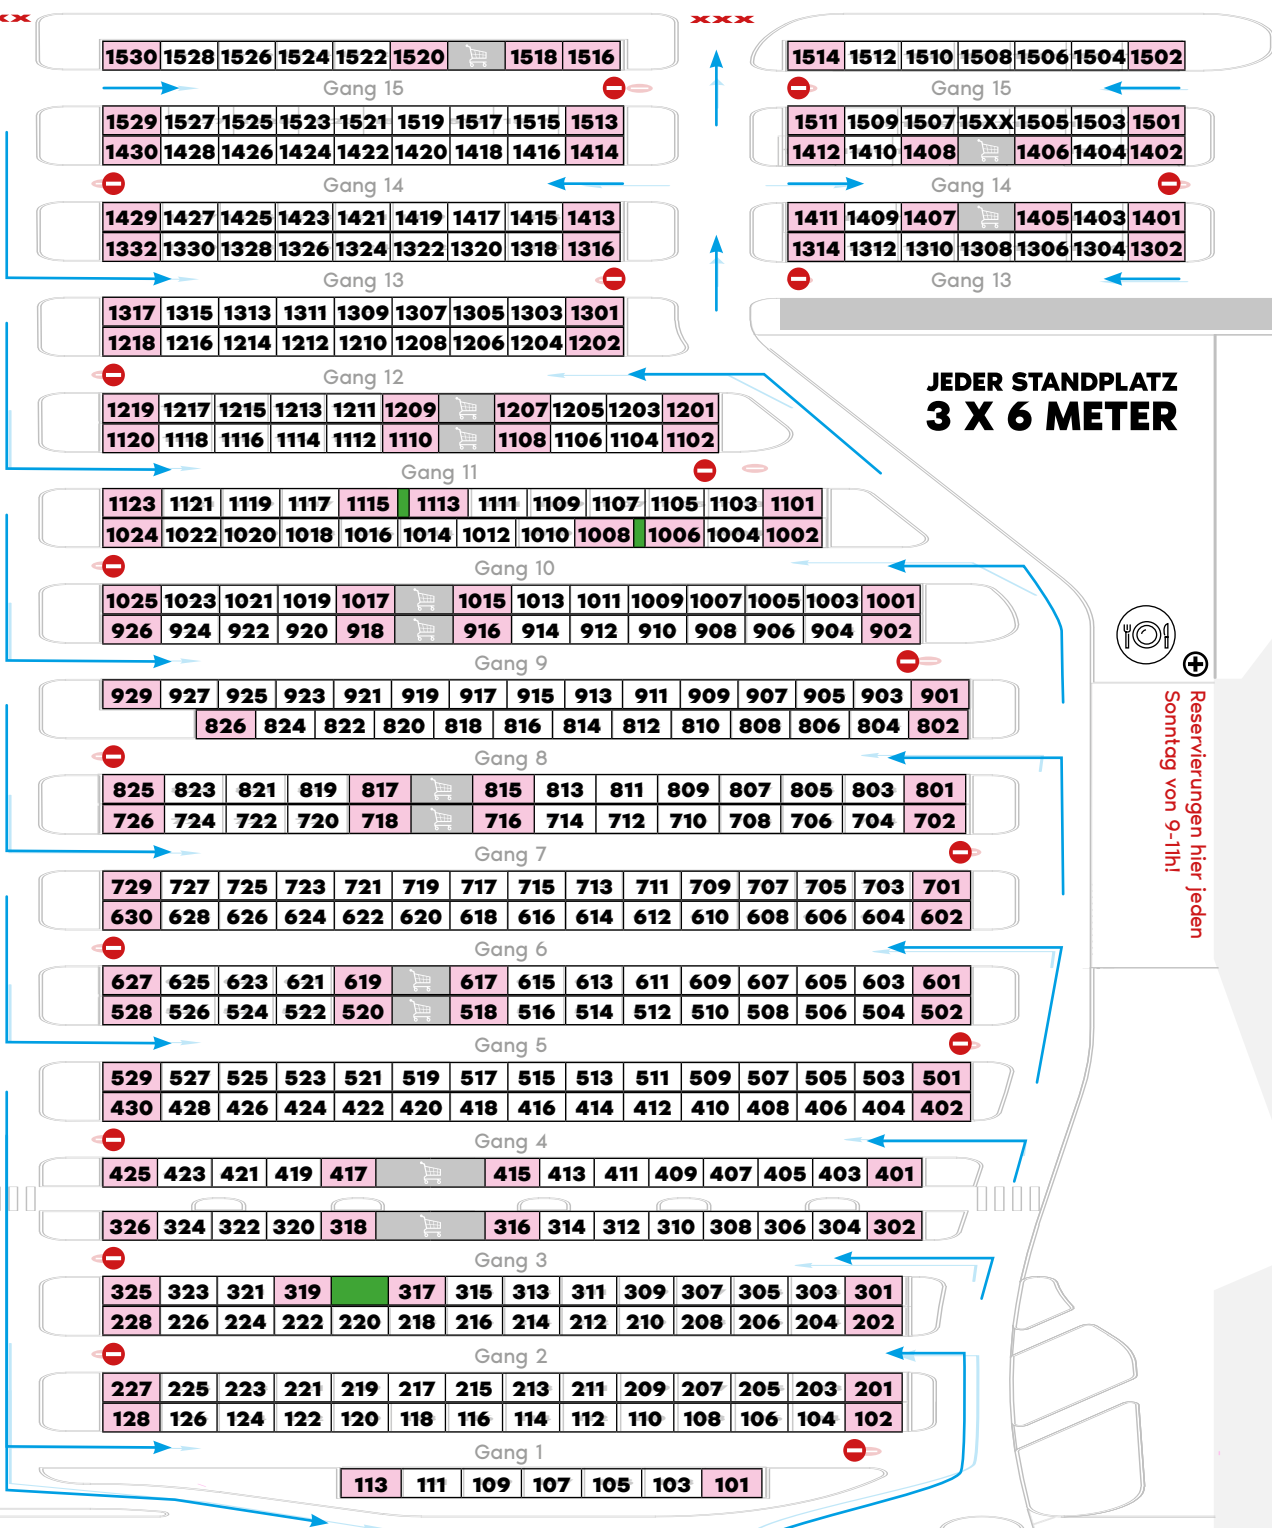 xx
xxx
1530 1528 1526 1524 1522 1520 1518 1516
1514 1512 1510 1508 1506 1504 1502
Gang 15
Gang 15
1529 1527 1525 1523 1521 1519 1517 1515 1513
1511 1509 1507 15XX 1505 1503 1501
1430 1428 1426 1424 1422 1420 1418 1416 1414
1412 1410 1408 1406 1404 1402
Gang 14
Gang 14
1429 1427 1425 1423 1421 1419 1417 1415 1413
1411 1409 1407 1405 1403 1401
1332 1330 1328 1326 1324 1322 1320 1318 1316
1314 1312 1310 1308 1306 1304 1302
Gang 13
Gang 13
1317 1315 1313 1311 1309 1307 1305 1303 1301
1218 1216 1214 1212 1210 1208 1206 1204 1202
Gang 12
JEDER STANDPLATZ
3 X 6 METER
1219 1217 1215 1213 1211 1209 1207 1205 1203 1201
1120 1118 1116 1114 1112 1110 1108 1106 1104 1102
Gang 11
1123 1121 1119 1117 1115 1113 1111 1109 1107 1105 1103 1101
1024 1022 1020 1018 1016 1014 1012 1010 1008 1006 1004 1002
Gang 10
1025 1023 1021 1019 1017 1015 1013 1011 1009 1007 1005 1003 1001
926 924 922 920 918 916 914 912 910 908 906 904 902
Gang 9
929 927 925 923 921 919 917 915 913 911 909 907 905 903 901
826 824 822 820 818 816 814 812 810 808 806 804 802
Reservierungen hier jeden
Sonntag von 9-11h!
Gang 8
825 823 821 819 817 815 813 811 809 807 805 803 801
726 724 722 720 718 716 714 712 710 708 706 704 702
Gang 7
729 727 725 723 721 719 717 715 713 711 709 707 705 703 701
630 628 626 624 622 620 618 616 614 612 610 608 606 604 602
Gang 6
627 625 623 621 619 617 615 613 611 609 607 605 603 601
528 526 524 522 520 518 516 514 512 510 508 506 504 502
Gang 5
529 527 525 523 521 519 517 515 513 511 509 507 505 503 501
430 428 426 424 422 420 418 416 414 412 410 408 406 404 402
Gang 4
425 423 421 419 417 415 413 411 409 407 405 403 401
326 324 322 320 318 316 314 312 310 308 306 304 302
Gang 3
325 323 321 319 317 315 313 311 309 307 305 303 301
228 226 224 222 220 218 216 214 212 210 208 206 204 202
Gang 2
227 225 223 221 219 217 215 213 211 209 207 205 203 201
128 126 124 122 120 118 116 114 112 110 108 106 104 102
Gang 1
113 111 109 107 105 103 101